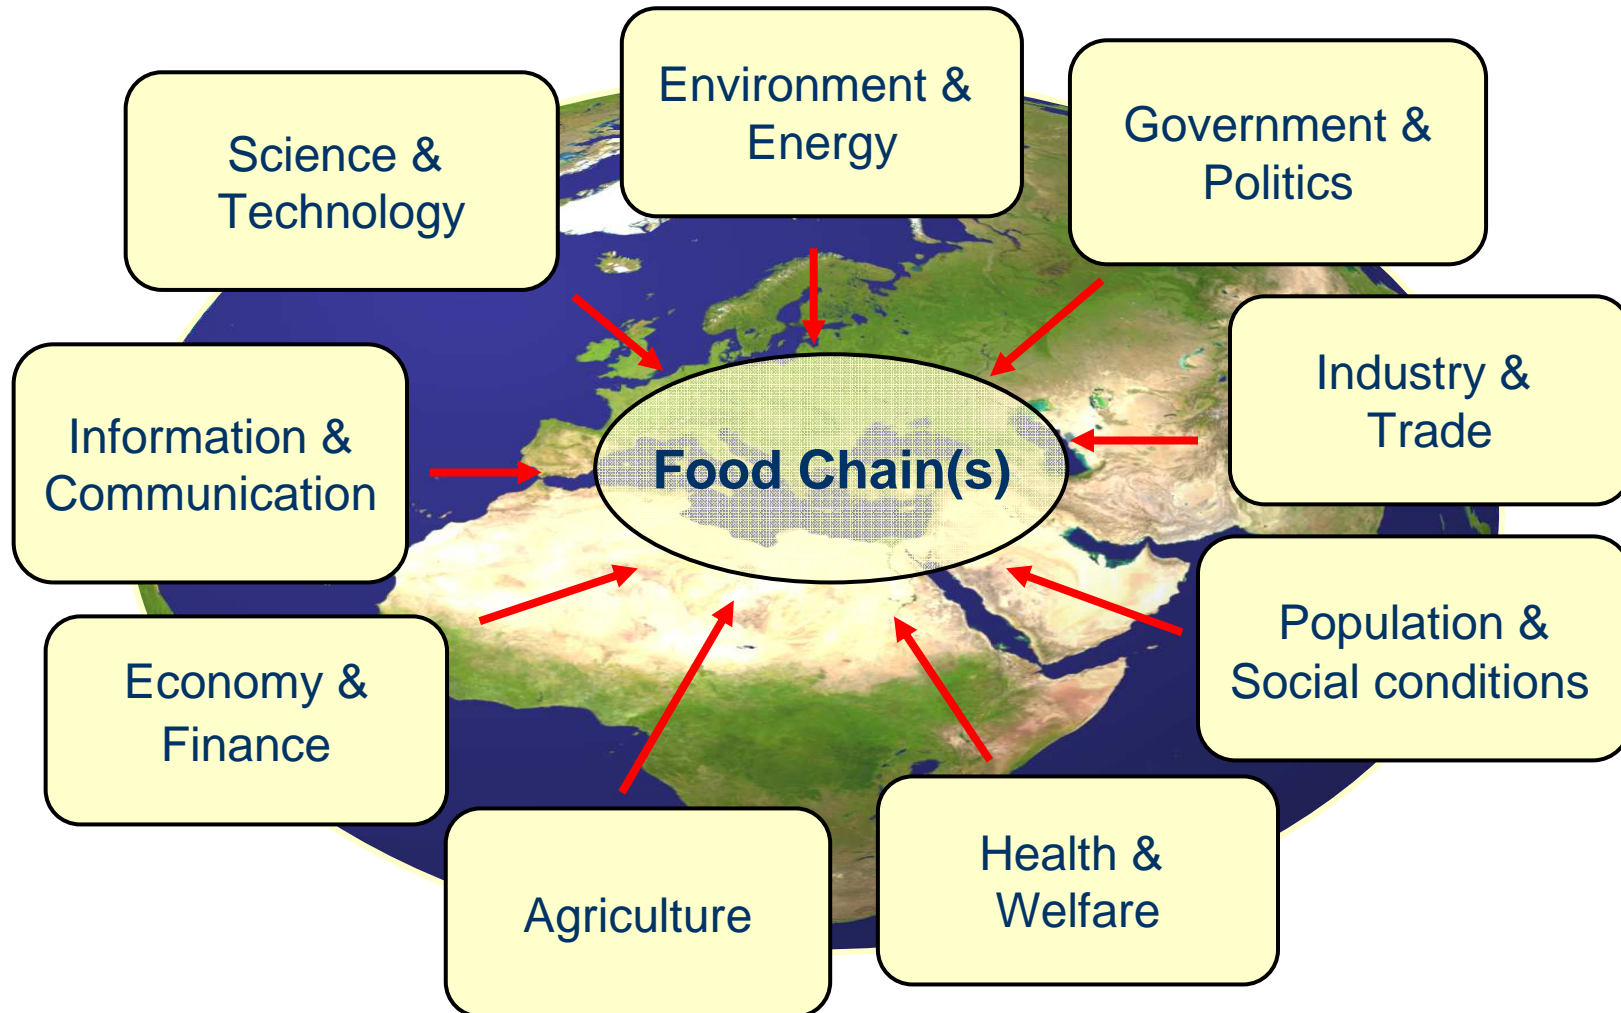 Environment &
Energy
Science &
Technology
Government &
Politics
Information &
Communication
Industry &
Trade
Food Chain(s)
Economy &
Finance
Population &
Social conditions
Agriculture
Health &
Welfare